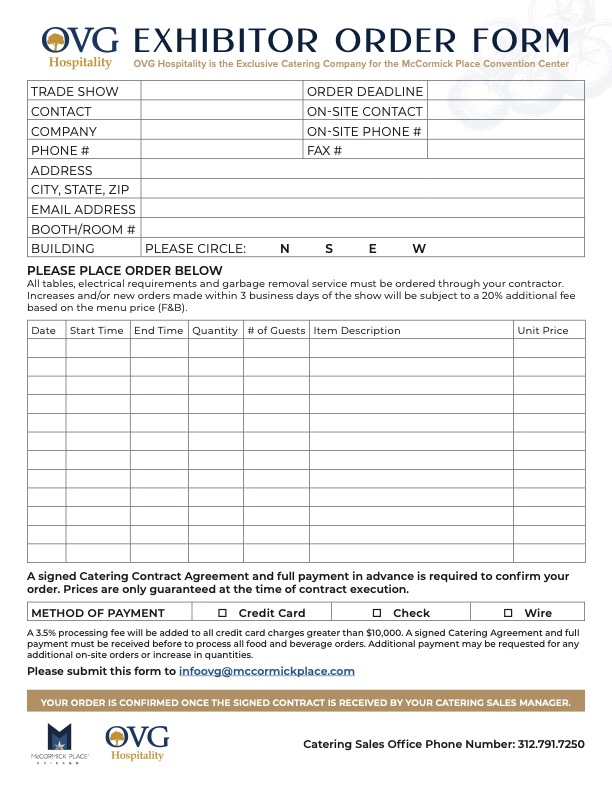 OVG
Hospitality
EXHIBITOR ORDER FORM
OVG Hospitality is the Exclusive Catering Company for the McCormick Place Convention Center
TRADE SHOW ORDER DEADLINE
CONTACT ON-SITE CONTACT
COMPANY ON-SITE PHONE #
PHONE # FAX #
ADDRESS
CITY, STATE, ZIP
EMAIL ADDRESS
BOOTH/ROOM #
BUILDING PLEASE CIRCLE: N S E W
PLEASE PLACE ORDER BELOW
All tables, electrical requirements and garbage removal service must be ordered through your contractor.
Increases and/or new orders made within 3 business days of the show will be subject to a 20% additional fee
based on the menu price (F&B).
Date Start Time End Time Quantity # of Guests Item Description Unit Price
A signed Catering Contract Agreement and full payment in advance is required to confirm your
order. Prices are only guaranteed at the time of contract execution.
METHOD OF PAYMENT ☐ Credit Card ☐ Check ☐ Wire
A 3.5% processing fee will be added to all credit card charges greater than $10,000. A signed Catering Agreement and full
payment must be received before to process all food and beverage orders. Additional payment may be requested for any
additional on-site orders or increase in quantities.
Please submit this form to infoovg@mccormickplace.com
YOUR ORDER IS CONFIRMED ONCE THE SIGNED CONTRACT IS RECEIVED BY YOUR CATERING SALES MANAGER.
McCORMICK PLACE
CHICAGO
OVG
Hospitality
Catering Sales Office Phone Number: 312.791.7250